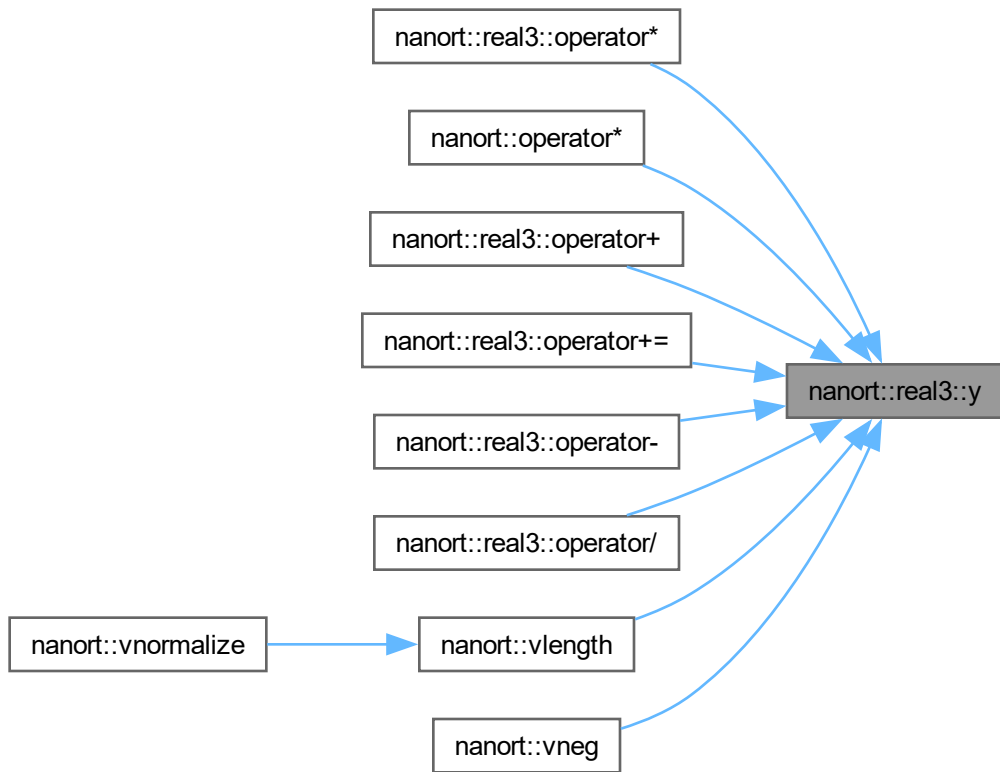 nanort::real3::operator*
nanort::operator*
nanort::real3::operator+
nanort::real3::operator+=
nanort::real3::y
nanort::real3::operator-
nanort::real3::operator/
nanort::vnormalize
nanort::vlength
nanort::vneg